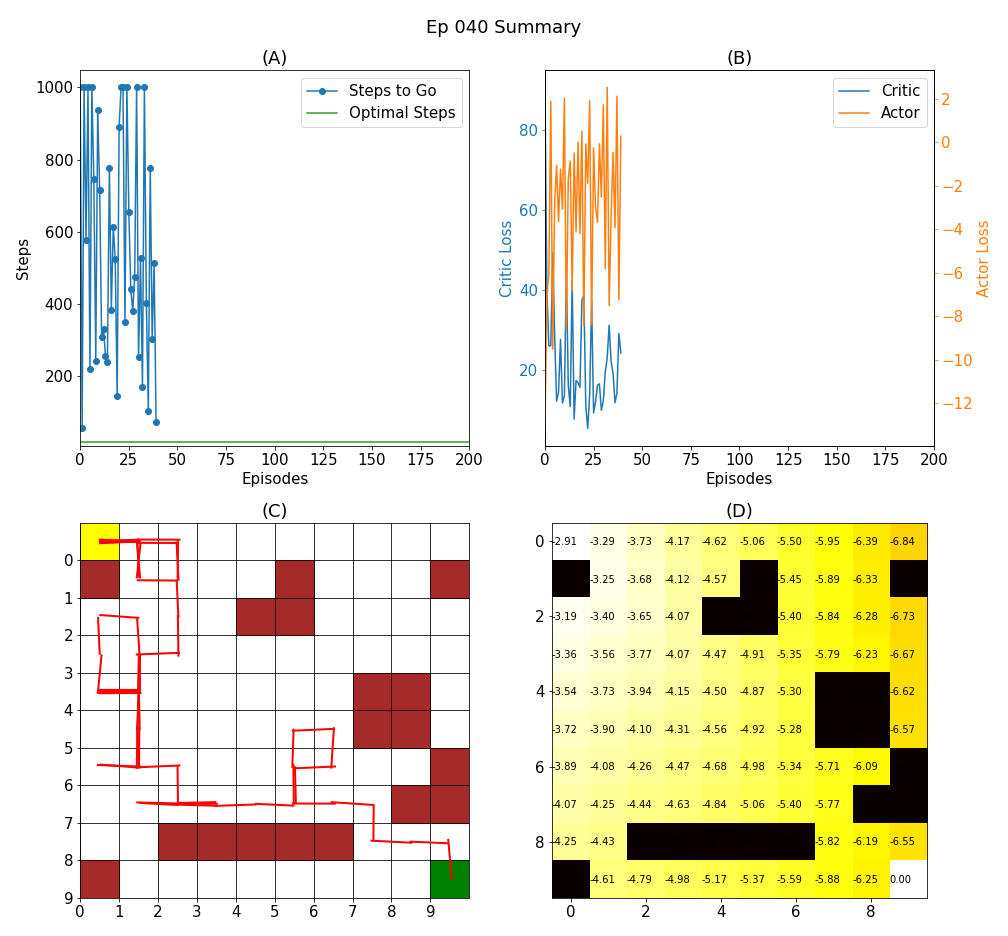 Ep 040 Summary
(A)
(B)
Steps to Go
Optimal Steps
Critic
Actor
1000
800
600
400
200
Steps
0 25 50 75 100 125 150 175 200
Episodes
80
60
40
20
Critic Loss
2
0
−2
−4
−6
−8
−10
−12
Actor Loss
0 25 50 75 100 125 150 175 200
Episodes
(C)
0
1
2
3
4
5
6
7
8
9
0 1 2 3 4 5 6 7 8 9
(D)
0 -2.91 -3.29 -3.73 -4.17 -4.62 -5.06 -5.50 -5.95 -6.39 -6.84
-3.25 -3.68 -4.12 -4.57 -5.45 -5.89 -6.33
2 -3.19 -3.40 -3.65 -4.07 -5.40 -5.84 -6.28 -6.73
-3.36 -3.56 -3.77 -4.07 -4.47 -4.91 -5.35 -5.79 -6.23 -6.67
4 -3.54 -3.73 -3.94 -4.15 -4.50 -4.87 -5.30 -6.62
-3.72 -3.90 -4.10 -4.31 -4.56 -4.92 -5.28 -6.57
6 -3.89 -4.08 -4.26 -4.47 -4.68 -4.98 -5.34 -5.71 -6.09
-4.07 -4.25 -4.44 -4.63 -4.84 -5.06 -5.40 -5.77
8 -4.25 -4.43 -5.82 -6.19 -6.55
-4.61 -4.79 -4.98 -5.17 -5.37 -5.59 -5.88 -6.25 0.00
0 2 4 6 8